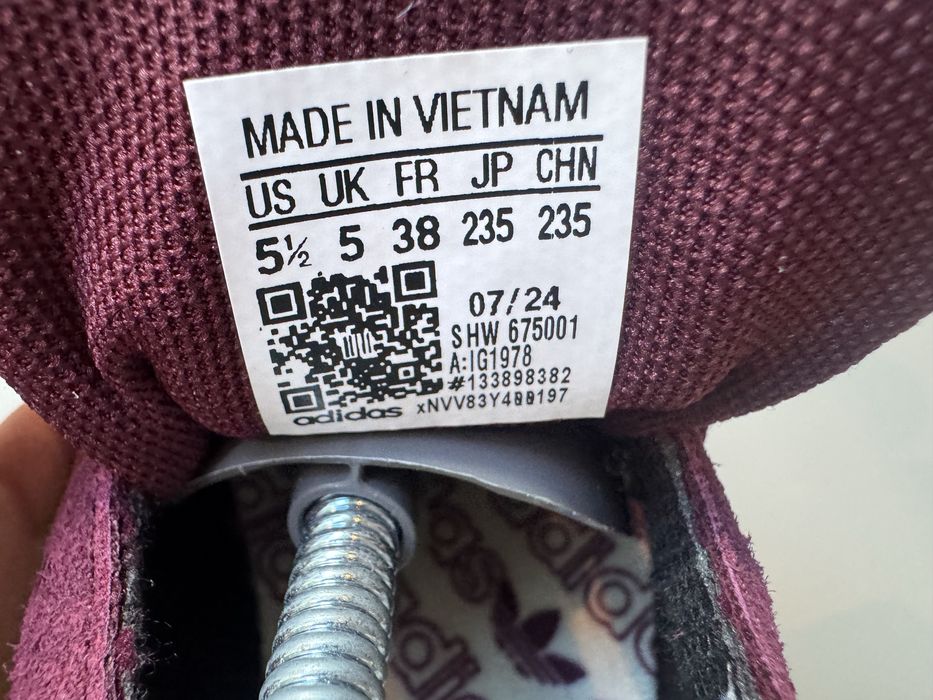 MADE IN VIETNAM
US UK FR JP CHN
5½ 5 38 235 235
07/24
SHW 675001
A:IG1978
#133898382
adidas
adidas